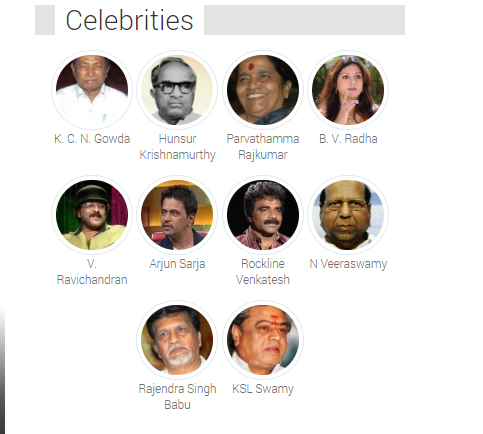 Celebrities
K. C. N. Gowda
Hunsur
Krishnamurthy
Parvathamma
Rajkumar
B. V. Radha
V.
Ravichandran
Arjun Sarja
Rockline
Venkatesh
N Veeraswamy
Rajendra Singh
Babu
KSL Swamy